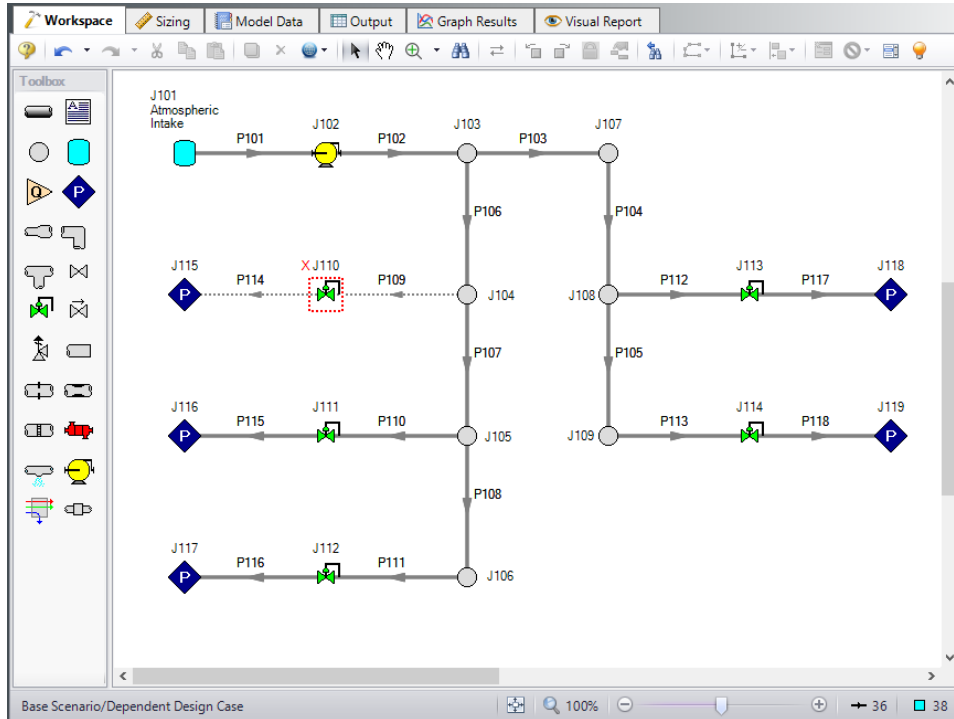 Workspace
Sizing
Model Data
Output
Graph Results
Visual Report
Toolbox
A
Q
P
J101
Atmospheric
Intake
P101
J102
P102
J103
P103
J107
P106
P104
J115
P114
X J110
P109
J104
J108
P112
J113
P117
J118
P
P
P107
P105
J116
P115
J111
P110
J105
J109
P113
J114
P118
J119
P
P
P108
J117
P116
J112
P111
J106
P
Base Scenario/Dependent Design Case
100%
36
38